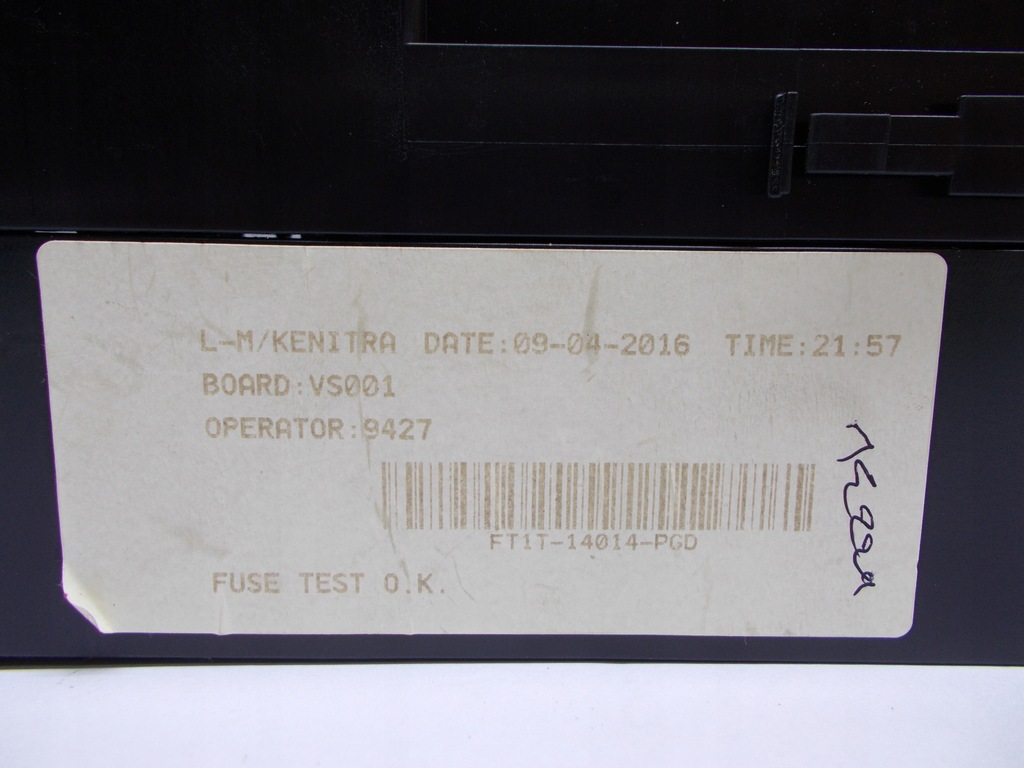 L-M/KENITRA DATE:09-04-2016 TIME:21:57
BOARD:VS001
OPERATOR:9427
FT1T-14014-PGD
FUSE TEST O.K.